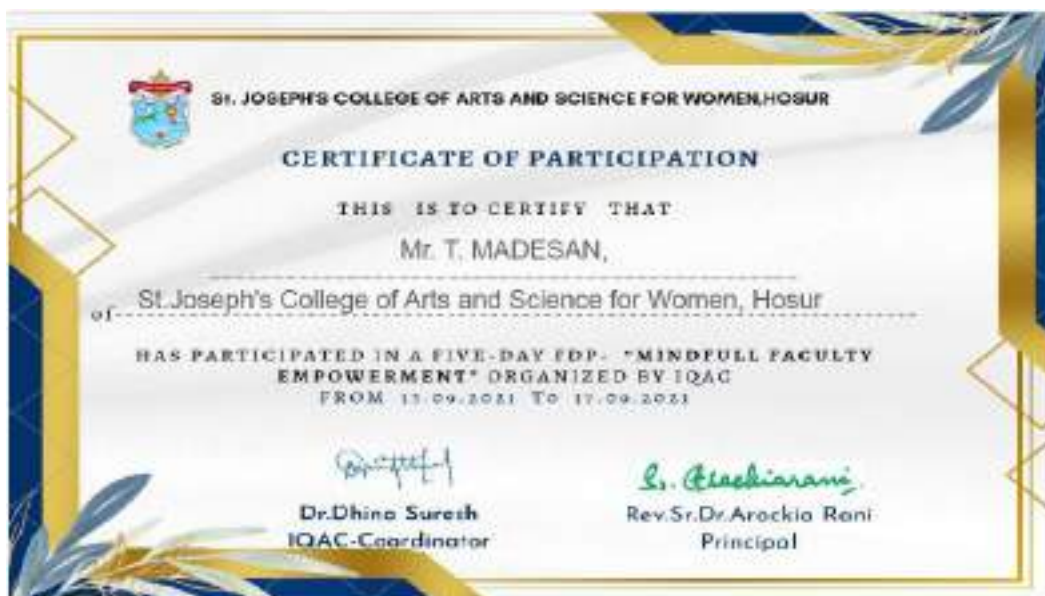 St. JOSEPH'S COLLEGE OF ARTS AND SCIENCE FOR WOMEN,HOSUR
CERTIFICATE OF PARTICIPATION
THIS IS TO CERTIFY THAT
Mr. T. MADESAN,
of St.Joseph's College of Arts and Science for Women, Hosur
HAS PARTICIPATED IN A FIVE-DAY FDP- "MINDFULL FACULTY
EMPOWERMENT" ORGANIZED BY IQAC
FROM 13.09.2021 TO 17.09.2021
Dr.Dhina Suresh
IQAC-Coordinator
Rev.Sr.Dr.Arockia Rani
Principal